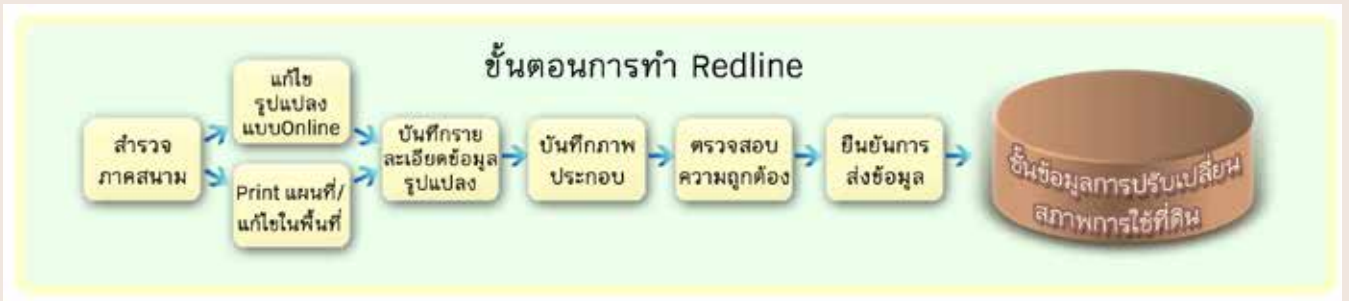 ขั้นตอนการทำ Redline
สำรวจ
ภาคสนาม
แก้ไข
รูปแปลง
แบบOnline
Print แผนที่/
แก้ไขในพื้นที่
บันทึกราย
ละเอียดข้อมูล
รูปแปลง
บันทึกภาพ
ประกอบ
ตรวจสอบ
ความถูกต้อง
ยืนยันการ
ส่งข้อมูล
ชั้นข้อมูลการปรับเปลี่ยน
สภาพการใช้ที่ดิน